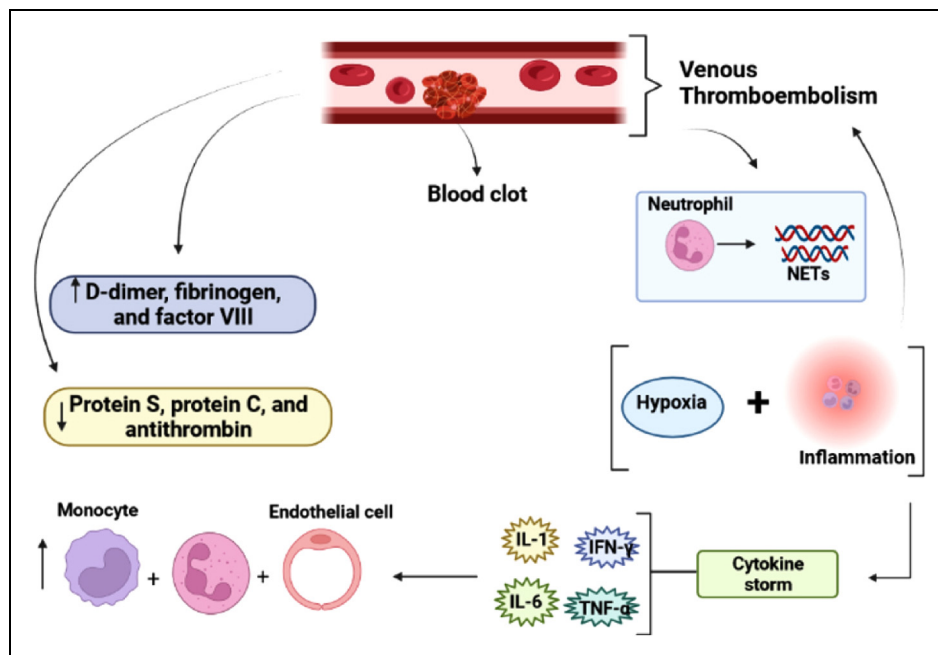 Venous
Thromboembolism
Blood clot
Neutrophil
NETs
↑ D-dimer, fibrinogen,
and factor VIII
↓ Protein S, protein C, and
antithrombin
Hypoxia
+
Inflammation
Monocyte
+
+
Endothelial cell
IL-1
IFN-γ
IL-6
TNF-α
Cytokine
storm